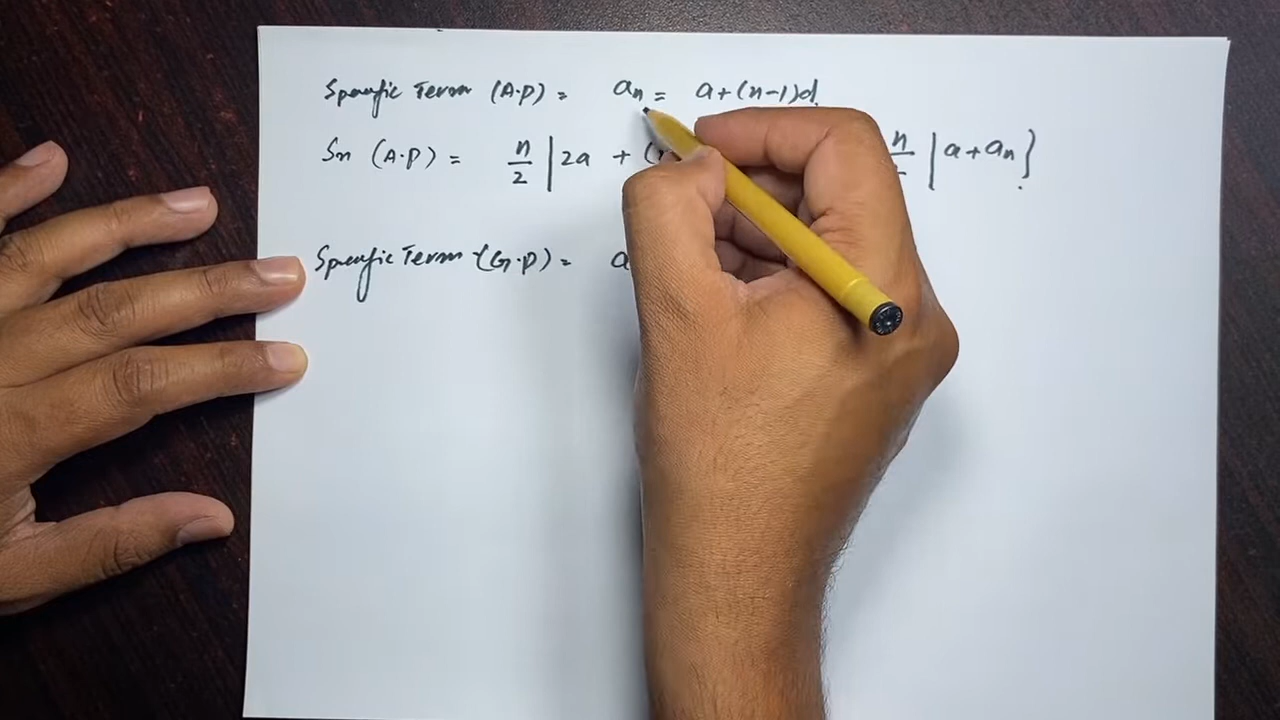 Specific Term (A.P) = an = a+(n-1)d
Sn (A.P) = n/2 |2a + ( n |a+an}
Specific Term (G.P) = a